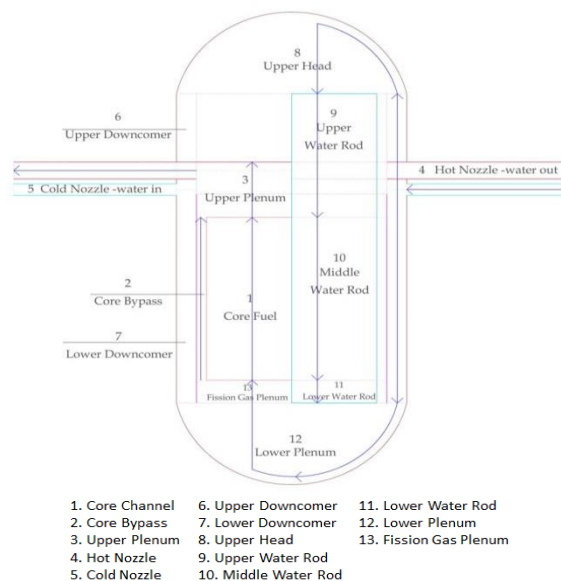 8
Upper Head
6
Upper Downcomer
9
Upper
Water Rod
4 Hot Nozzle -water out
3
Upper Plenum
5 Cold Nozzle -water in
10
Middle
Water Rod
2
Core Bypass
1
Core Fuel
7
Lower Downcomer
13
Fission Gas Plenum
11
Lower Water Rod
12
Lower Plenum
1. Core Channel
2. Core Bypass
3. Upper Plenum
4. Hot Nozzle
5. Cold Nozzle
6. Upper Downcomer
7. Lower Downcomer
8. Upper Head
9. Upper Water Rod
10. Middle Water Rod
11. Lower Water Rod
12. Lower Plenum
13. Fission Gas Plenum